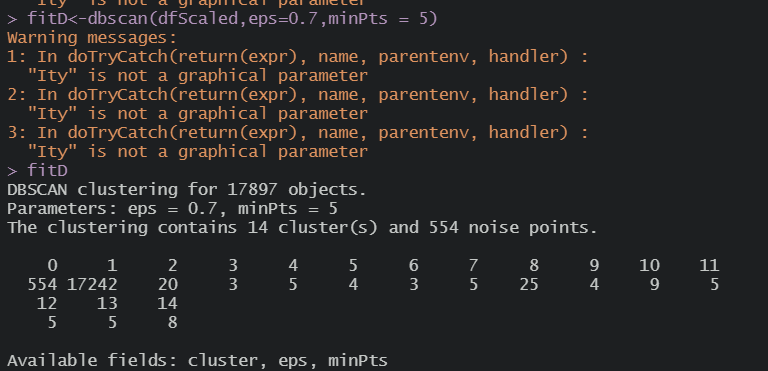 "Ity" is not a graphical parameter
> fitD<-dbscan(dfScaled,eps=0.7,minPts = 5)
Warning messages:
1: In doTryCatch(return(expr), name, parentenv, handler) :
  "Ity" is not a graphical parameter
2: In doTryCatch(return(expr), name, parentenv, handler) :
  "Ity" is not a graphical parameter
3: In doTryCatch(return(expr), name, parentenv, handler) :
  "Ity" is not a graphical parameter
> fitD
DBSCAN clustering for 17897 objects.
Parameters: eps = 0.7, minPts = 5
The clustering contains 14 cluster(s) and 554 noise points.
    0     1     2     3     4     5     6     7     8     9    10    11
  554 17242    20     3     5     4     3     5    25     4     9     5
   12    13    14
    5     5     8
Available fields: cluster, eps, minPts